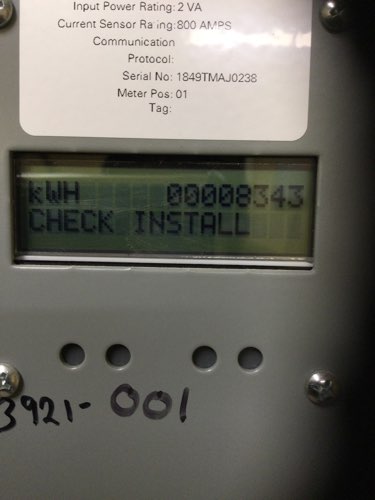 Input Power Rating: 2 VA
Current Sensor Rating: 800 AMPS
Communication
Protocol:
Serial No: 1849TMAJ0238
Meter Pos: 01
Tag:
kWH 00008343
CHECK INSTALL
3921-001